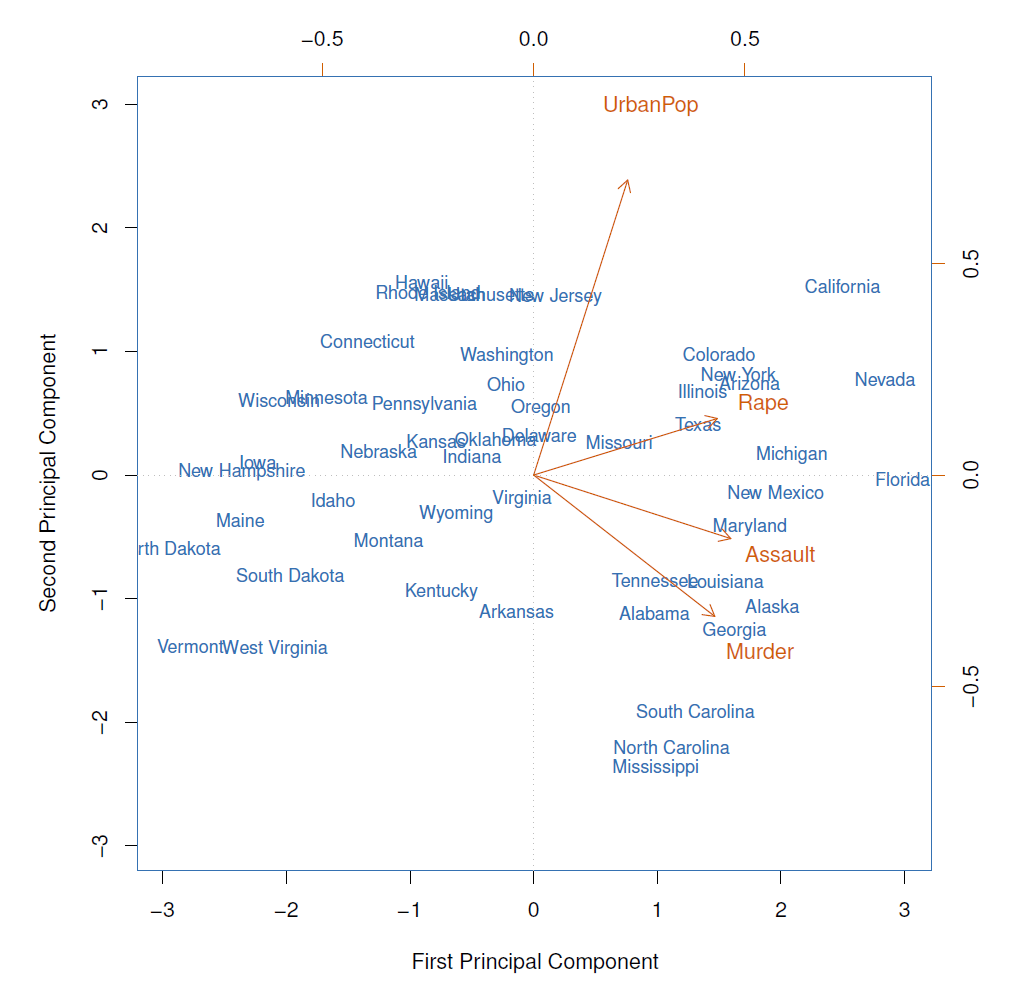 −0.5 0.0 0.5
3
UrbanPop
2
0.5
Hawaii
California
Rhode Island Massachusetts New Jersey
Connecticut
1
Washington
Colorado
New York
Nevada
Ohio
Arizona
Illinois
Wisconsin Minnesota
Pennsylvania
Oregon
Rape
Texas
Kansas Oklahoma Delaware
Missouri
Nebraska
Indiana
Michigan
Iowa
New Hampshire
0
0.0
Florida
Idaho
Virginia
New Mexico
Maine
Wyoming
Maryland
rth Dakota
Montana
Assault
South Dakota
Tennessee Louisiana
Kentucky
−1
Arkansas
Alabama
Alaska
Georgia
Vermont West Virginia
Murder
−0.5
South Carolina
−2
North Carolina
Mississippi
−3
Second Principal Component
−3 −2 −1 0 1 2 3
First Principal Component